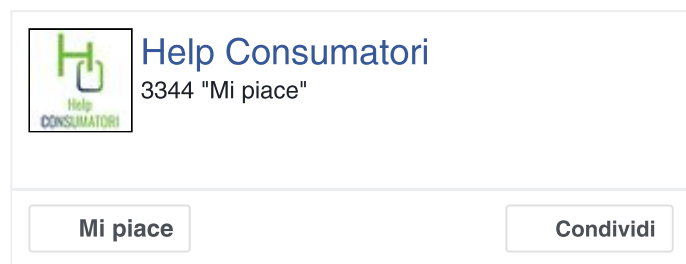 Help Consumatori
3344 "Mi piace"
Help
CONSUMATORI
Mi piace
Condividi